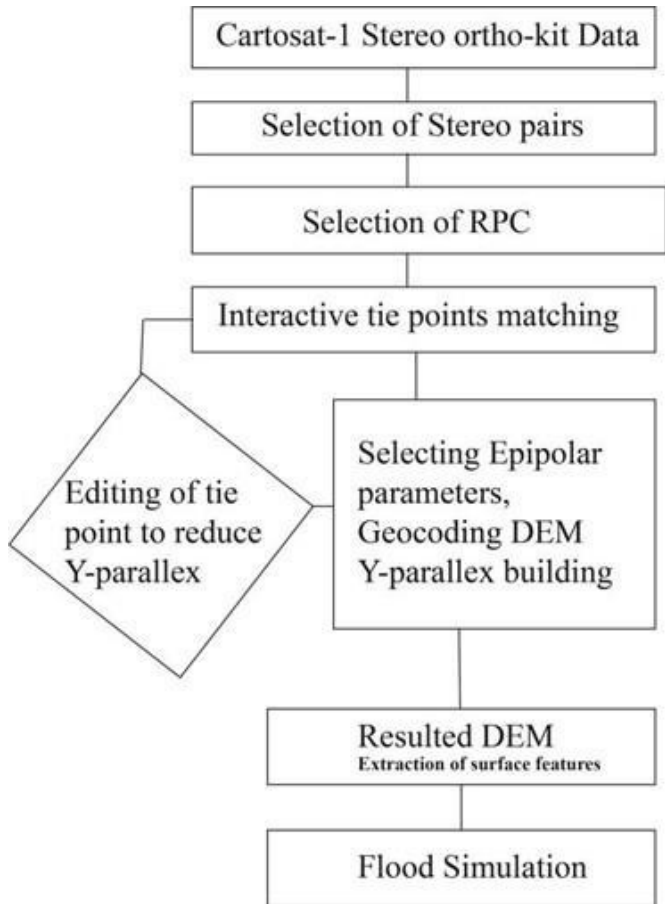 Cartosat-1 Stereo ortho-kit Data
Selection of Stereo pairs
Selection of RPC
Interactive tie points matching
Editing of tie
point to reduce
Y-parallex
Selecting Epipolar
parameters,
Geocoding DEM
Y-parallex building
Resulted DEM
Extraction of surface features
Flood Simulation